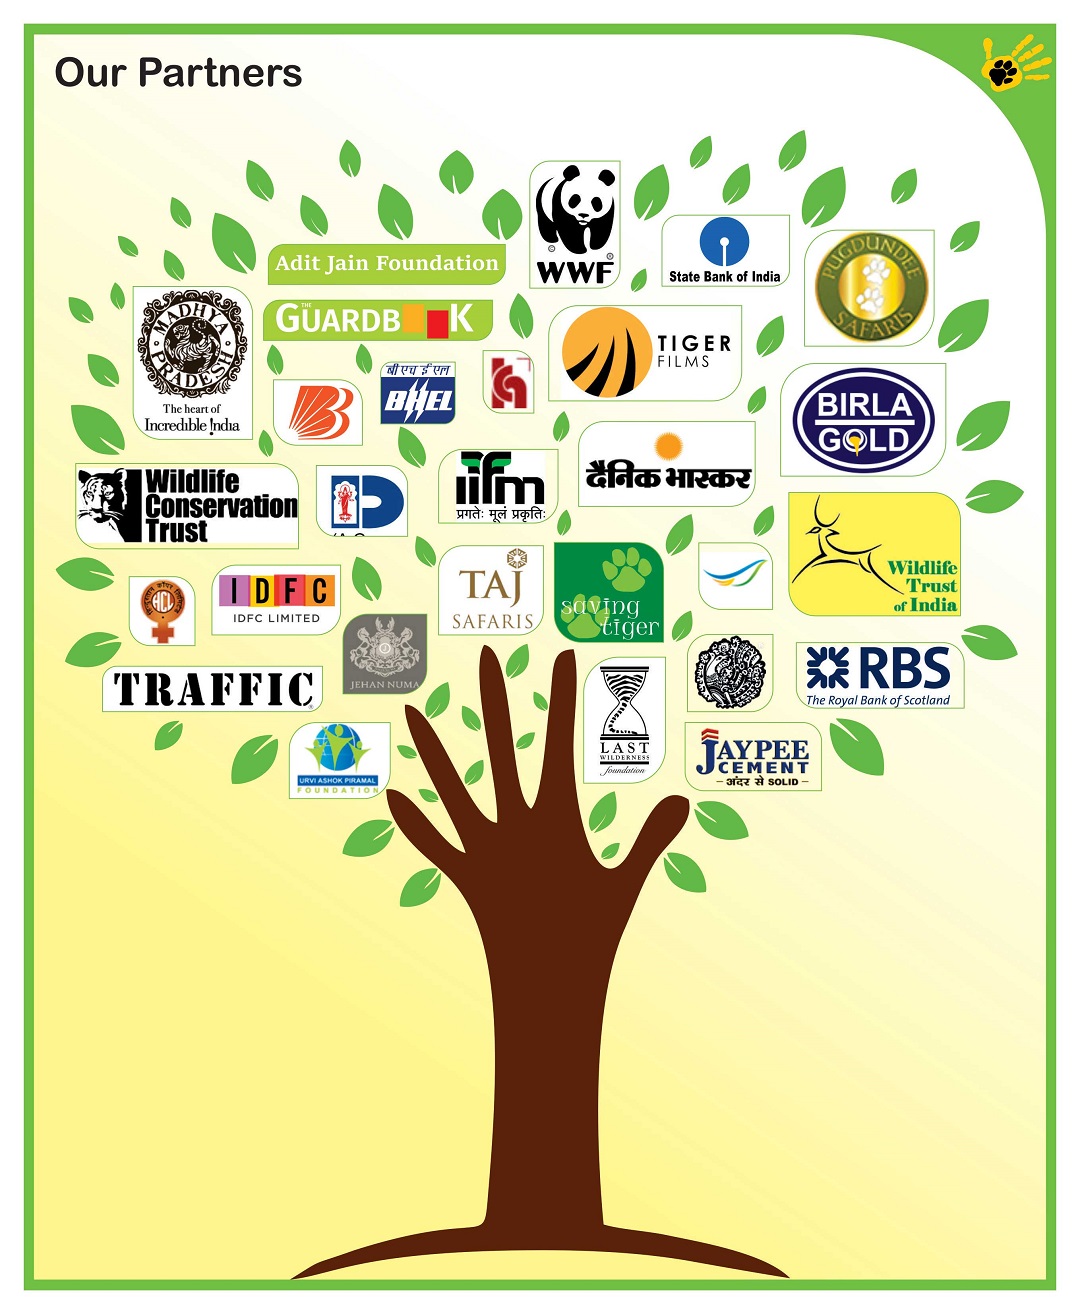 Our Partners
WWF
State Bank of India
PUGDUNDEE
SAFARIS
Adit Jain Foundation
THE
GUARDBOOK
MADHYA
PRADESH
The heart of
Incredible !ndia
बी एच ई एल
BHEL
TIGER
FILMS
BIRLA
GOLD
दैनिक भास्कर
Wildlife
Conservation
Trust
iifm
प्रगतेः मूलं प्रकृतिः
Wildlife
Trust
of India
HCL
IDFC
IDFC LIMITED
TAJ
SAFARIS
saving
tiger
JEHAN NUMA
TRAFFIC
LAST
WILDERNESS
foundation
RBS
The Royal Bank of Scotland
URVI ASHOK PIRAMAL
FOUNDATION
JAYPEE
CEMENT
अंदर से SOLID